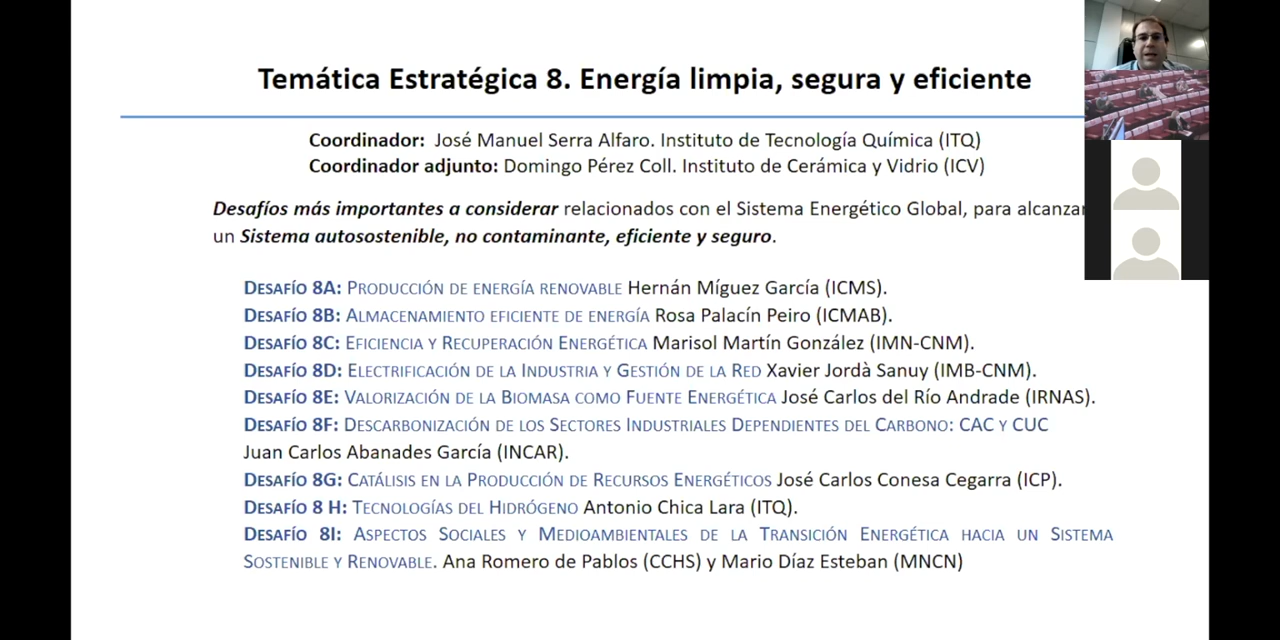 Temática Estratégica 8. Energía limpia, segura y eficiente
Coordinador: José Manuel Serra Alfaro. Instituto de Tecnología Química (ITQ)
Coordinador adjunto: Domingo Pérez Coll. Instituto de Cerámica y Vidrio (ICV)
Desafíos más importantes a considerar relacionados con el Sistema Energético Global, para alcanzar
un Sistema autosostenible, no contaminante, eficiente y seguro.
Desafío 8A: Producción de energía renovable Hernán Míguez García (ICMS).
Desafío 8B: Almacenamiento eficiente de energía Rosa Palacín Peiro (ICMAB).
Desafío 8C: Eficiencia y Recuperación Energética Marisol Martín González (IMN-CNM).
Desafío 8D: Electrificación de la Industria y Gestión de la Red Xavier Jordà Sanuy (IMB-CNM).
Desafío 8E: Valorización de la Biomasa como Fuente Energética José Carlos del Río Andrade (IRNAS).
Desafío 8F: Descarbonización de los Sectores Industriales Dependientes del Carbono: CAC y CUC
Juan Carlos Abanades García (INCAR).
Desafío 8G: Catálisis en la Producción de Recursos Energéticos José Carlos Conesa Cegarra (ICP).
Desafío 8 H: Tecnologías del Hidrógeno Antonio Chica Lara (ITQ).
Desafío 8I: Aspectos Sociales y Medioambientales de la Transición Energética hacia un Sistema
Sostenible y Renovable. Ana Romero de Pablos (CCHS) y Mario Díaz Esteban (MNCN)